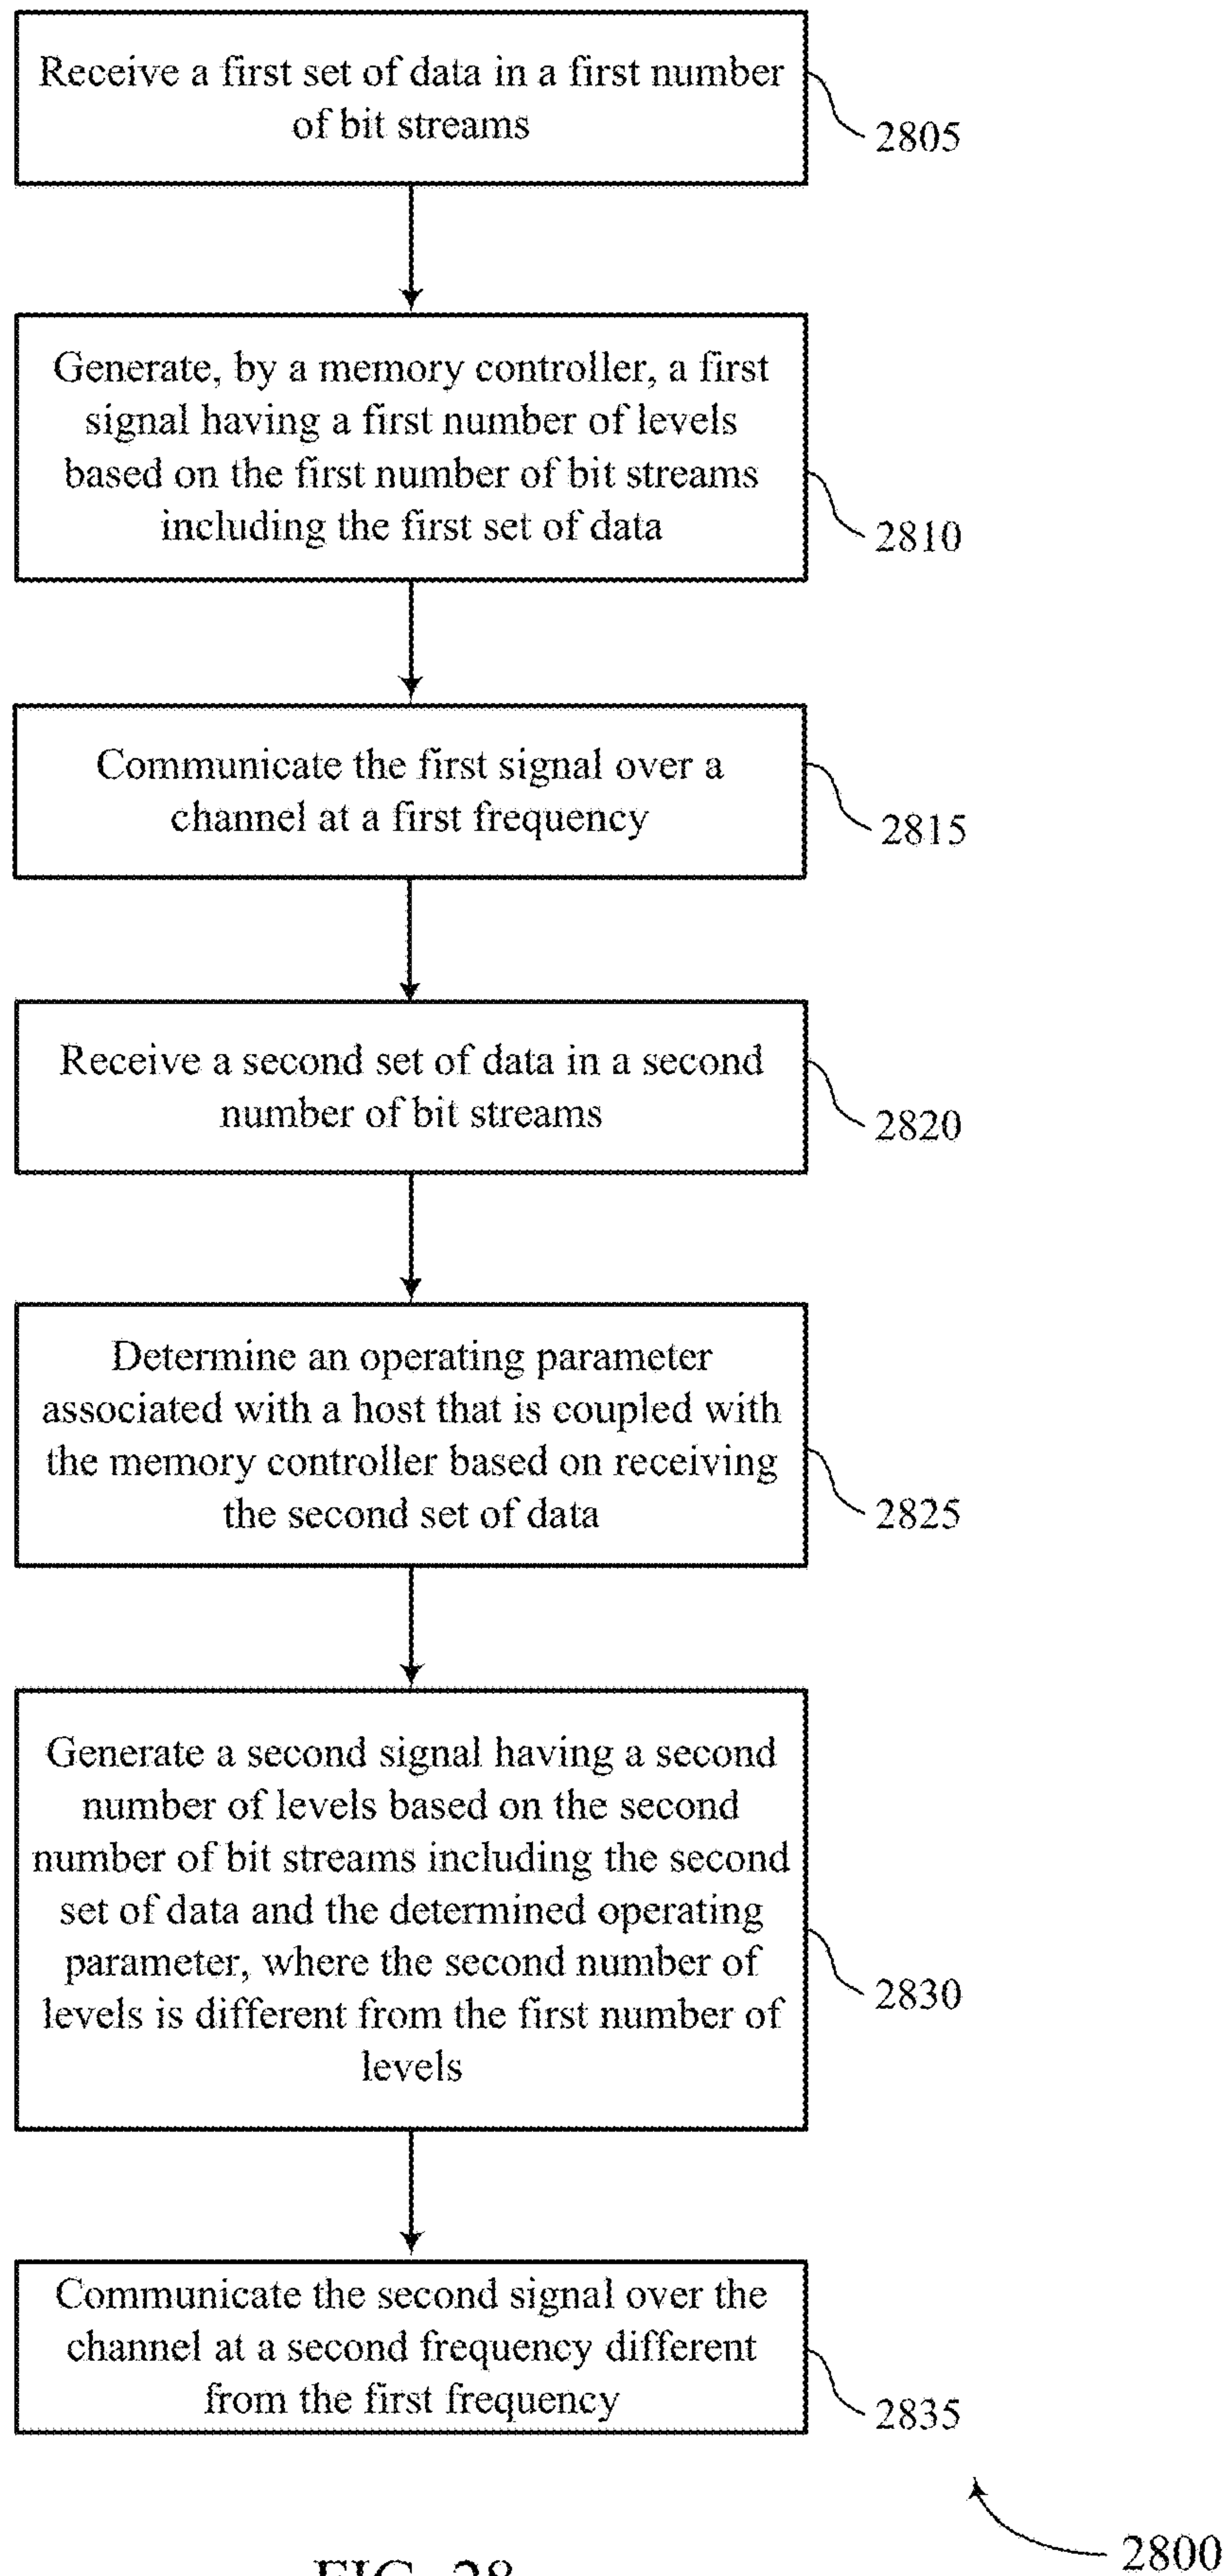 Receive a first set of data in a first number
of bit streams
2805
Generate, by a memory controller, a first
signal having a first number of levels
based on the first number of bit streams
including the first set of data
2810
Communicate the first signal over a
channel at a first frequency
2815
Receive a second set of data in a second
number of bit streams
2820
Determine an operating parameter
associated with a host that is coupled with
the memory controller based on receiving
the second set of data
2825
Generate a second signal having a second
number of levels based on the second
number of bit streams including the second
set of data and the determined operating
parameter, where the second number of
levels is different from the first number of
levels
2830
Communicate the second signal over the
channel at a second frequency different
from the first frequency
2835
2800
FIG. 28